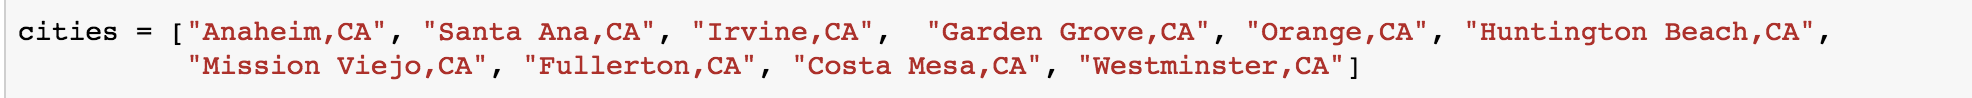 cities = ["Anaheim,CA", "Santa Ana,CA", "Irvine,CA",  "Garden Grove,CA", "Orange,CA", "Huntington Beach,CA",
          "Mission Viejo,CA", "Fullerton,CA", "Costa Mesa,CA", "Westminster,CA"]